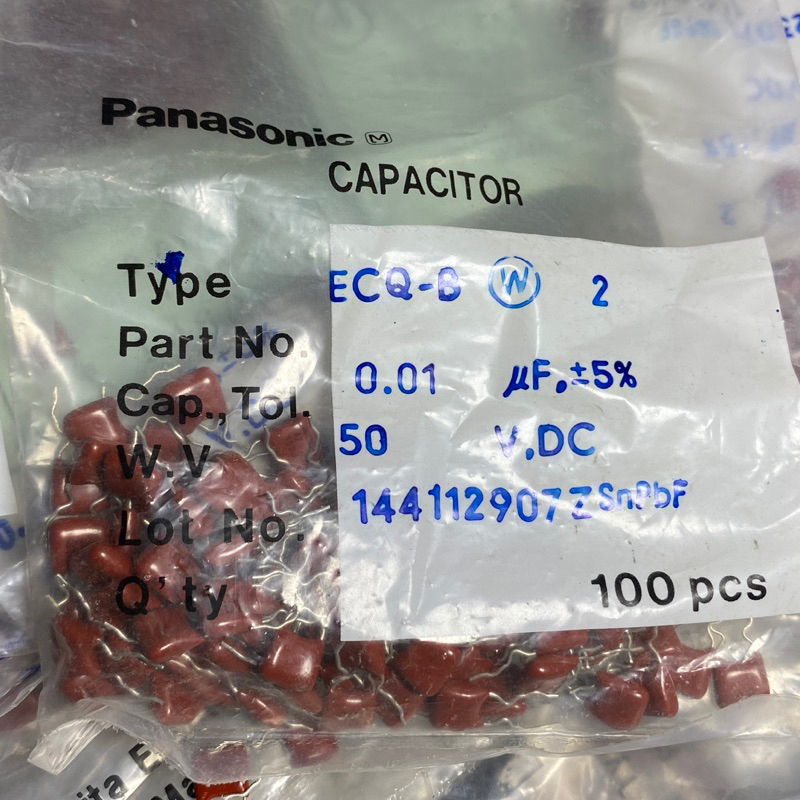 Panasonic M
CAPACITOR
Type ECQ-B W 2
Part No.
Cap., Tol. 0.01 μF.±5%
W.V 50 V.DC
Lot No. 144112907Z SnPbF
Q'ty 100 pcs